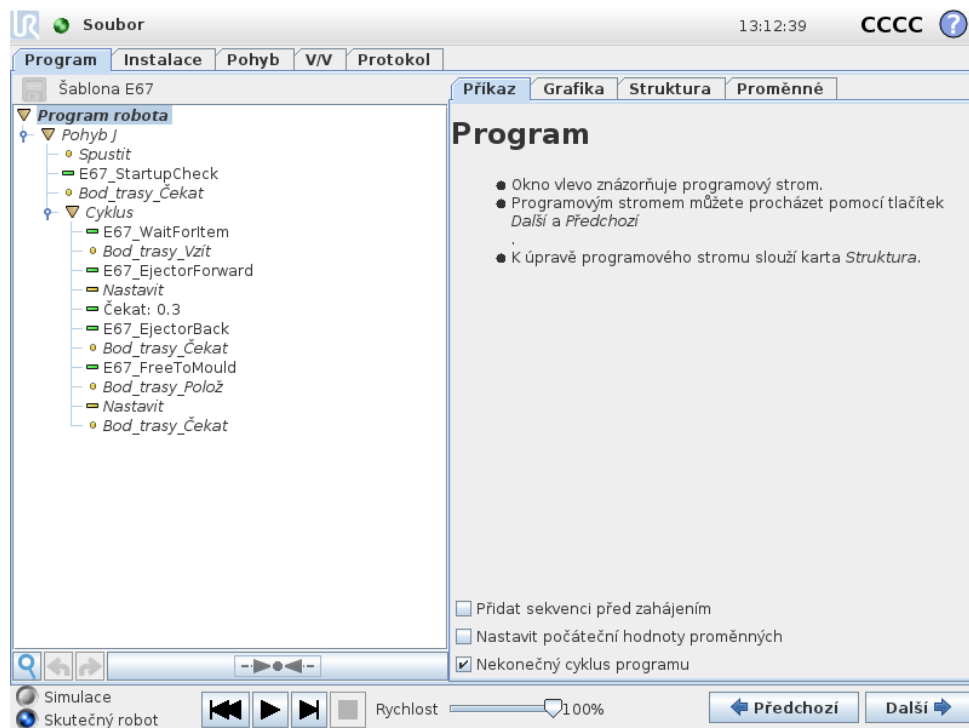 UR Soubor 13:12:39 CCCC ?
Program Instalace Pohyb V/V Protokol
Šablona E67
Příkaz Grafika Struktura Proměnné
Program robota
Pohyb J
Spustit
E67_StartupCheck
Bod_trasy_Čekat
Cyklus
E67_WaitForItem
Bod_trasy_Vzít
E67_EjectorForward
Nastavit
Čekat: 0.3
E67_EjectorBack
Bod_trasy_Čekat
E67_FreeToMould
Bod_trasy_Polož
Nastavit
Bod_trasy_Čekat
Program
Okno vlevo znázorňuje programový strom.
Programovým stromem můžete procházet pomocí tlačítek
Další a Předchozí
.
K úpravě programového stromu slouží karta Struktura.
Přidat sekvenci před zahájením
Nastavit počáteční hodnoty proměnných
Nekonečný cyklus programu
Simulace
Skutečný robot
Rychlost 100%
Předchozí
Další